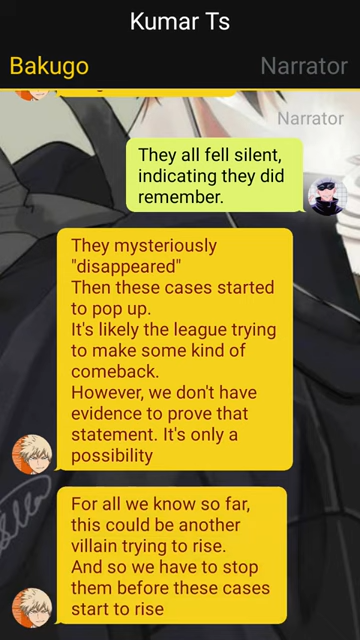 Kumar Ts
Bakugo
Narrator
Narrator
They all fell silent,
indicating they did
remember.
They mysteriously
"disappeared"
Then these cases started
to pop up.
It's likely the league trying
to make some kind of
comeback.
However, we don't have
evidence to prove that
statement. It's only a
possibility
For all we know so far,
this could be another
villain trying to rise.
And so we have to stop
them before these cases
start to rise